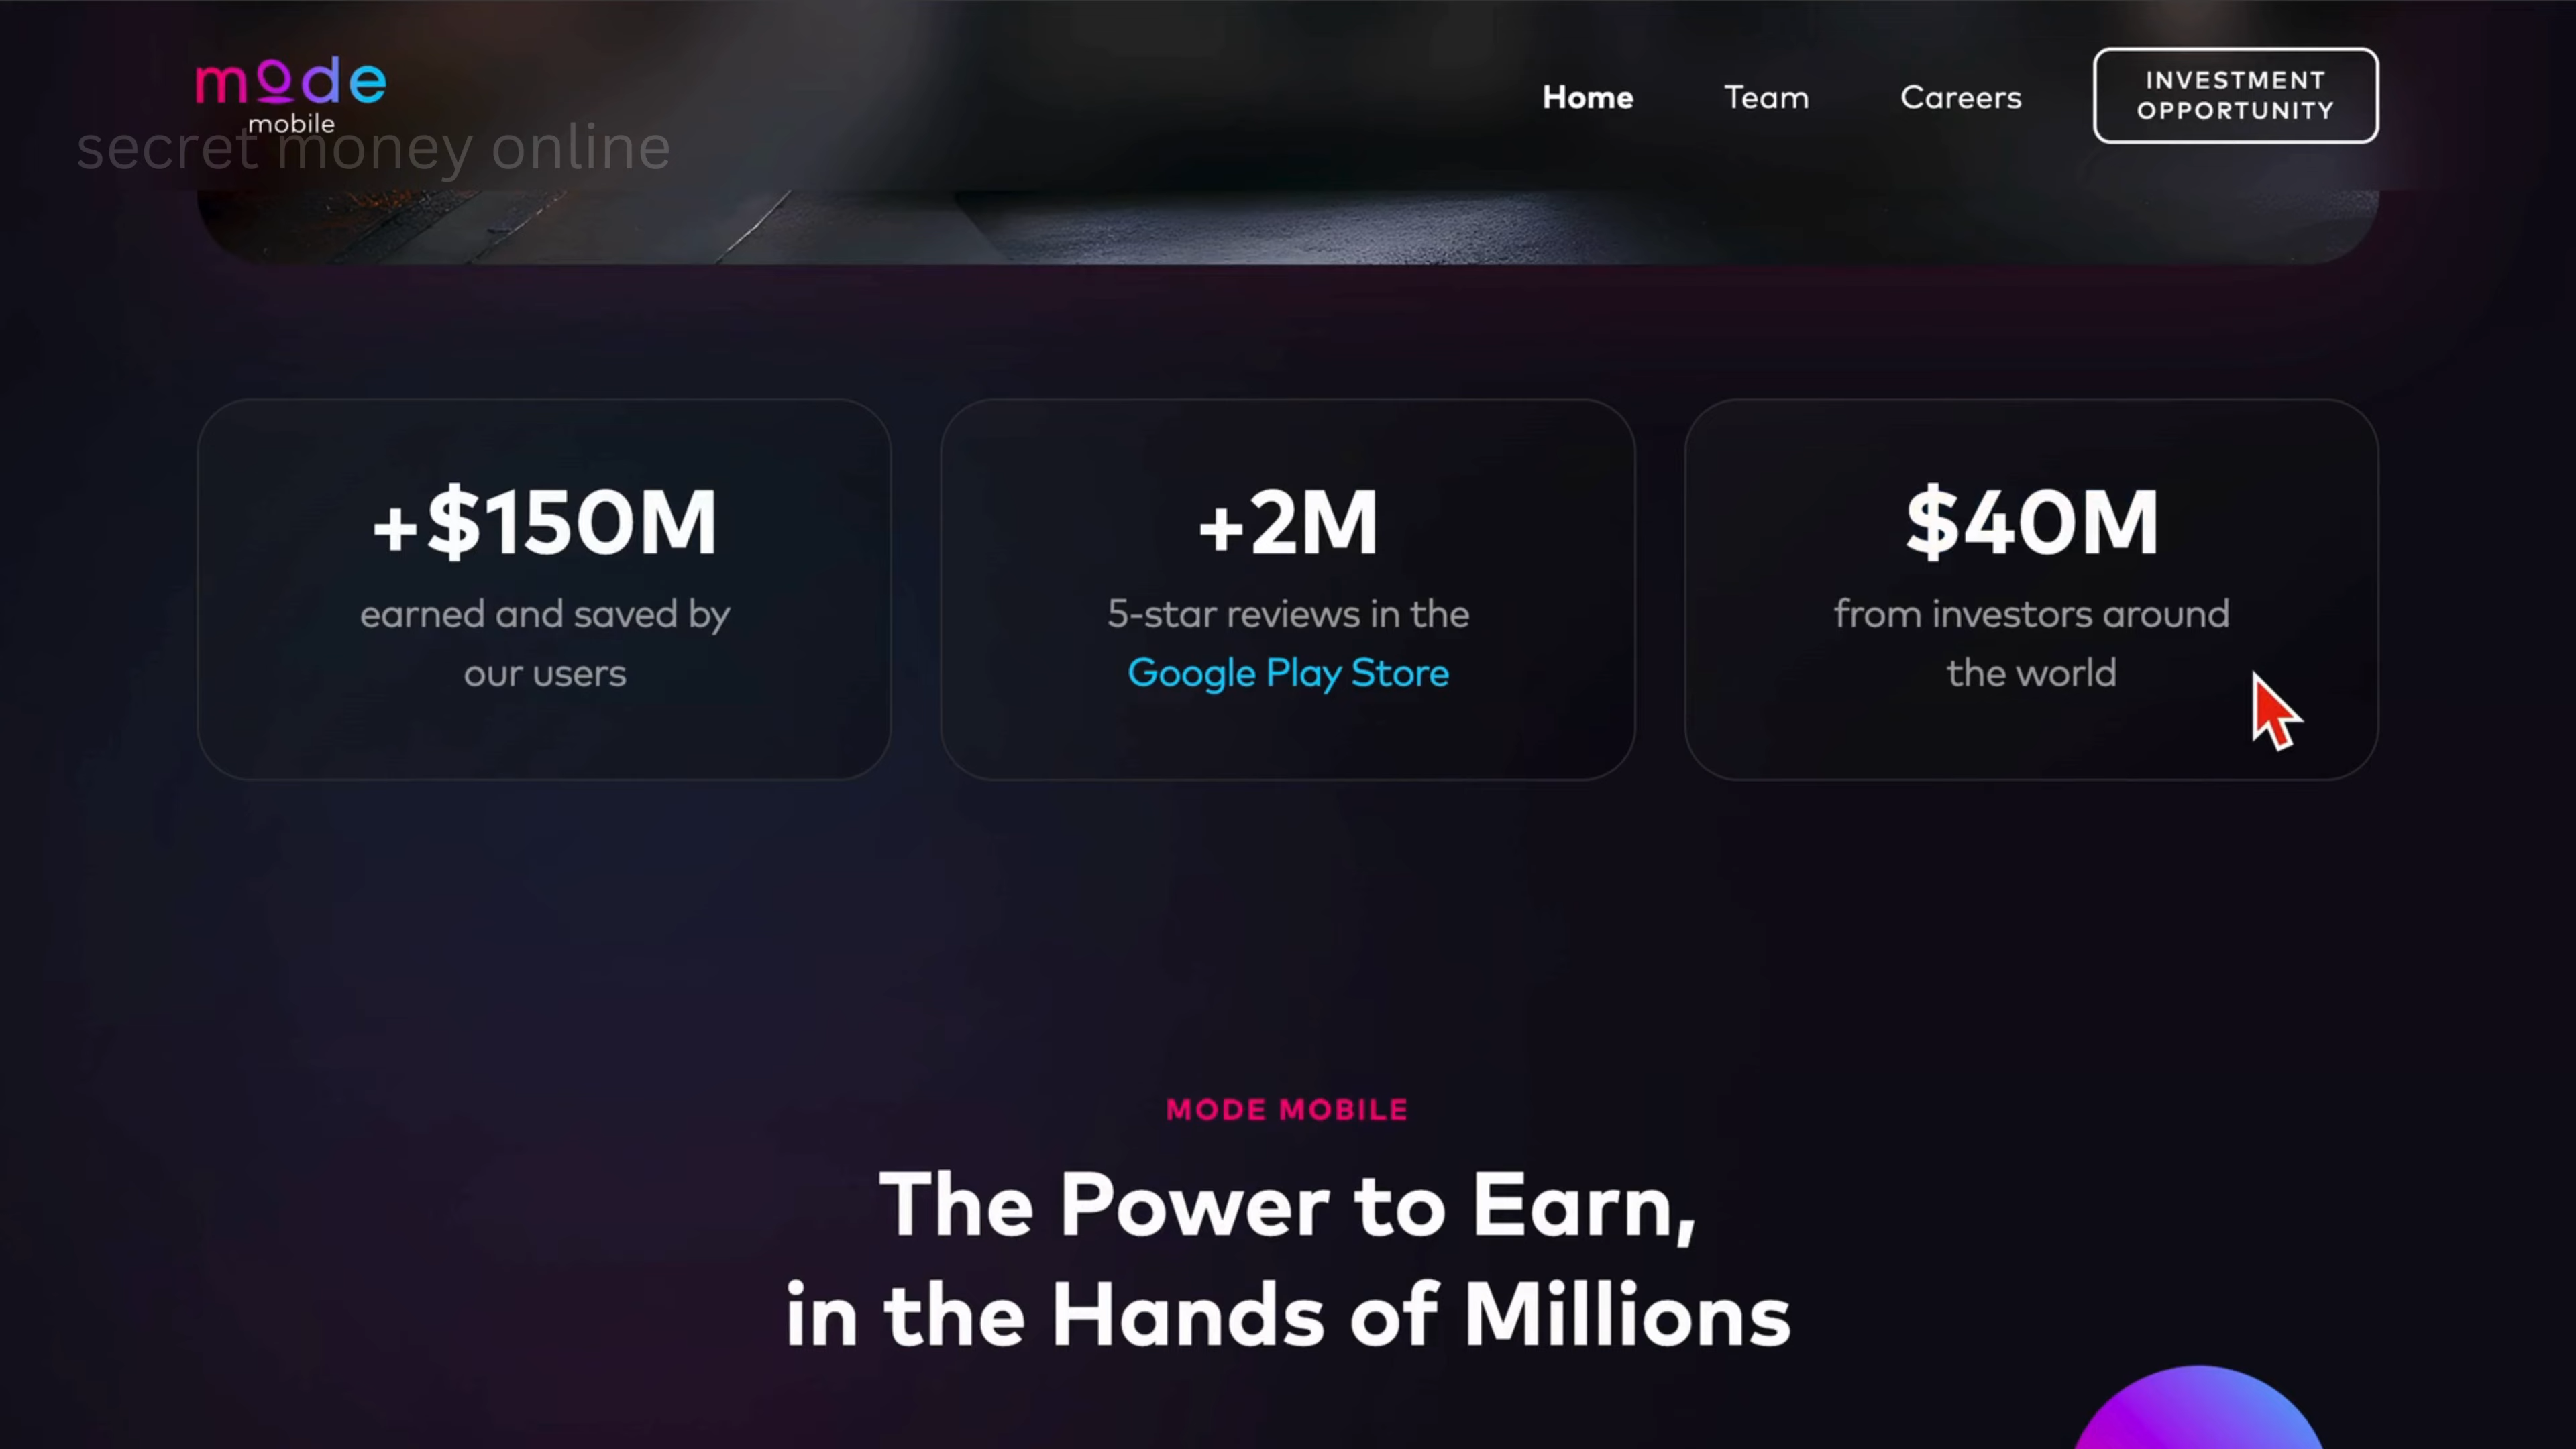 mode
mobile
secret money online
Home
Team
Careers
INVESTMENT
OPPORTUNITY
+$150M
earned and saved by
our users
+2M
5-star reviews in the
Google Play Store
$40M
from investors around
the world
MODE MOBILE
The Power to Earn,
in the Hands of Millions